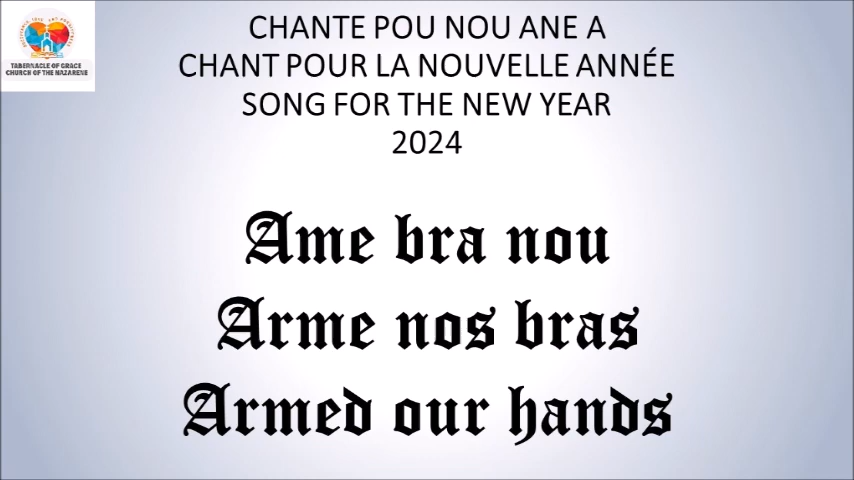 TABERNACLE OF GRACE
CHURCH OF THE NAZARENE
CHANTE POU NOU ANE A
CHANT POUR LA NOUVELLE ANNÉE
SONG FOR THE NEW YEAR
2024
Ame bra nou
Arme nos bras
Armed our hands